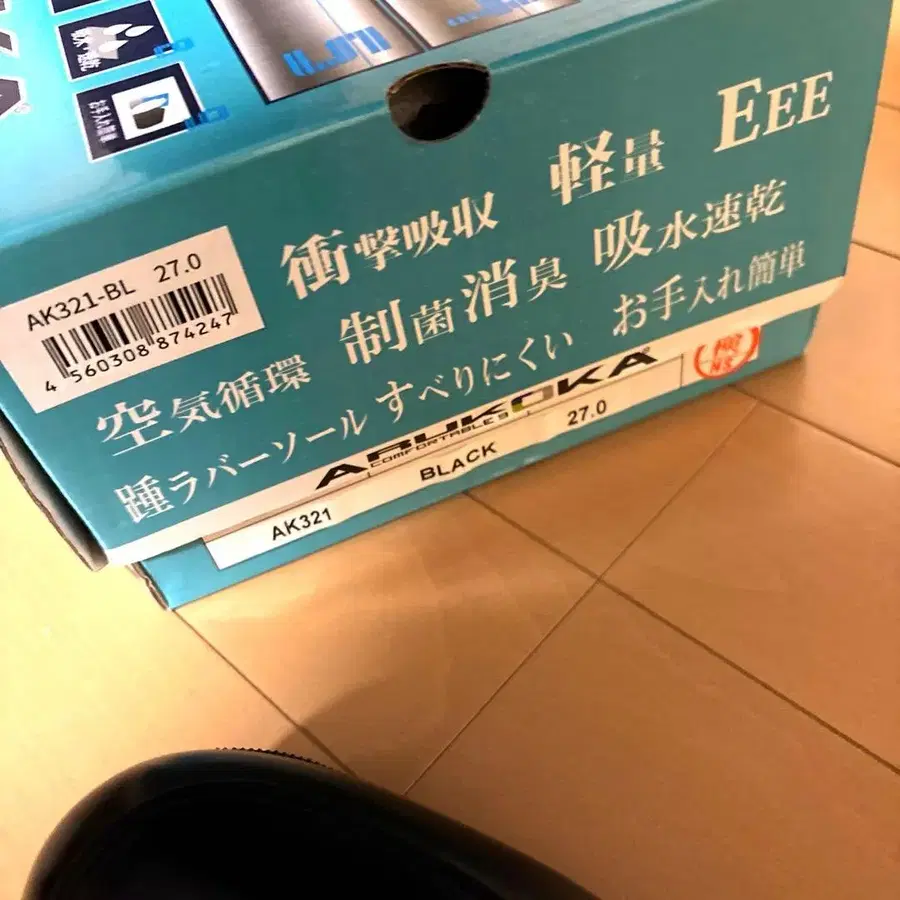 EEE
軽量
衝撃吸収
吸水速乾
制菌消臭
空気循環
お手入れ簡単
すべりにくい
踵ラバーソール
AK321-BL 27.0
4 560308 874247
ARUKOKA
AK321 BLACK 27.0